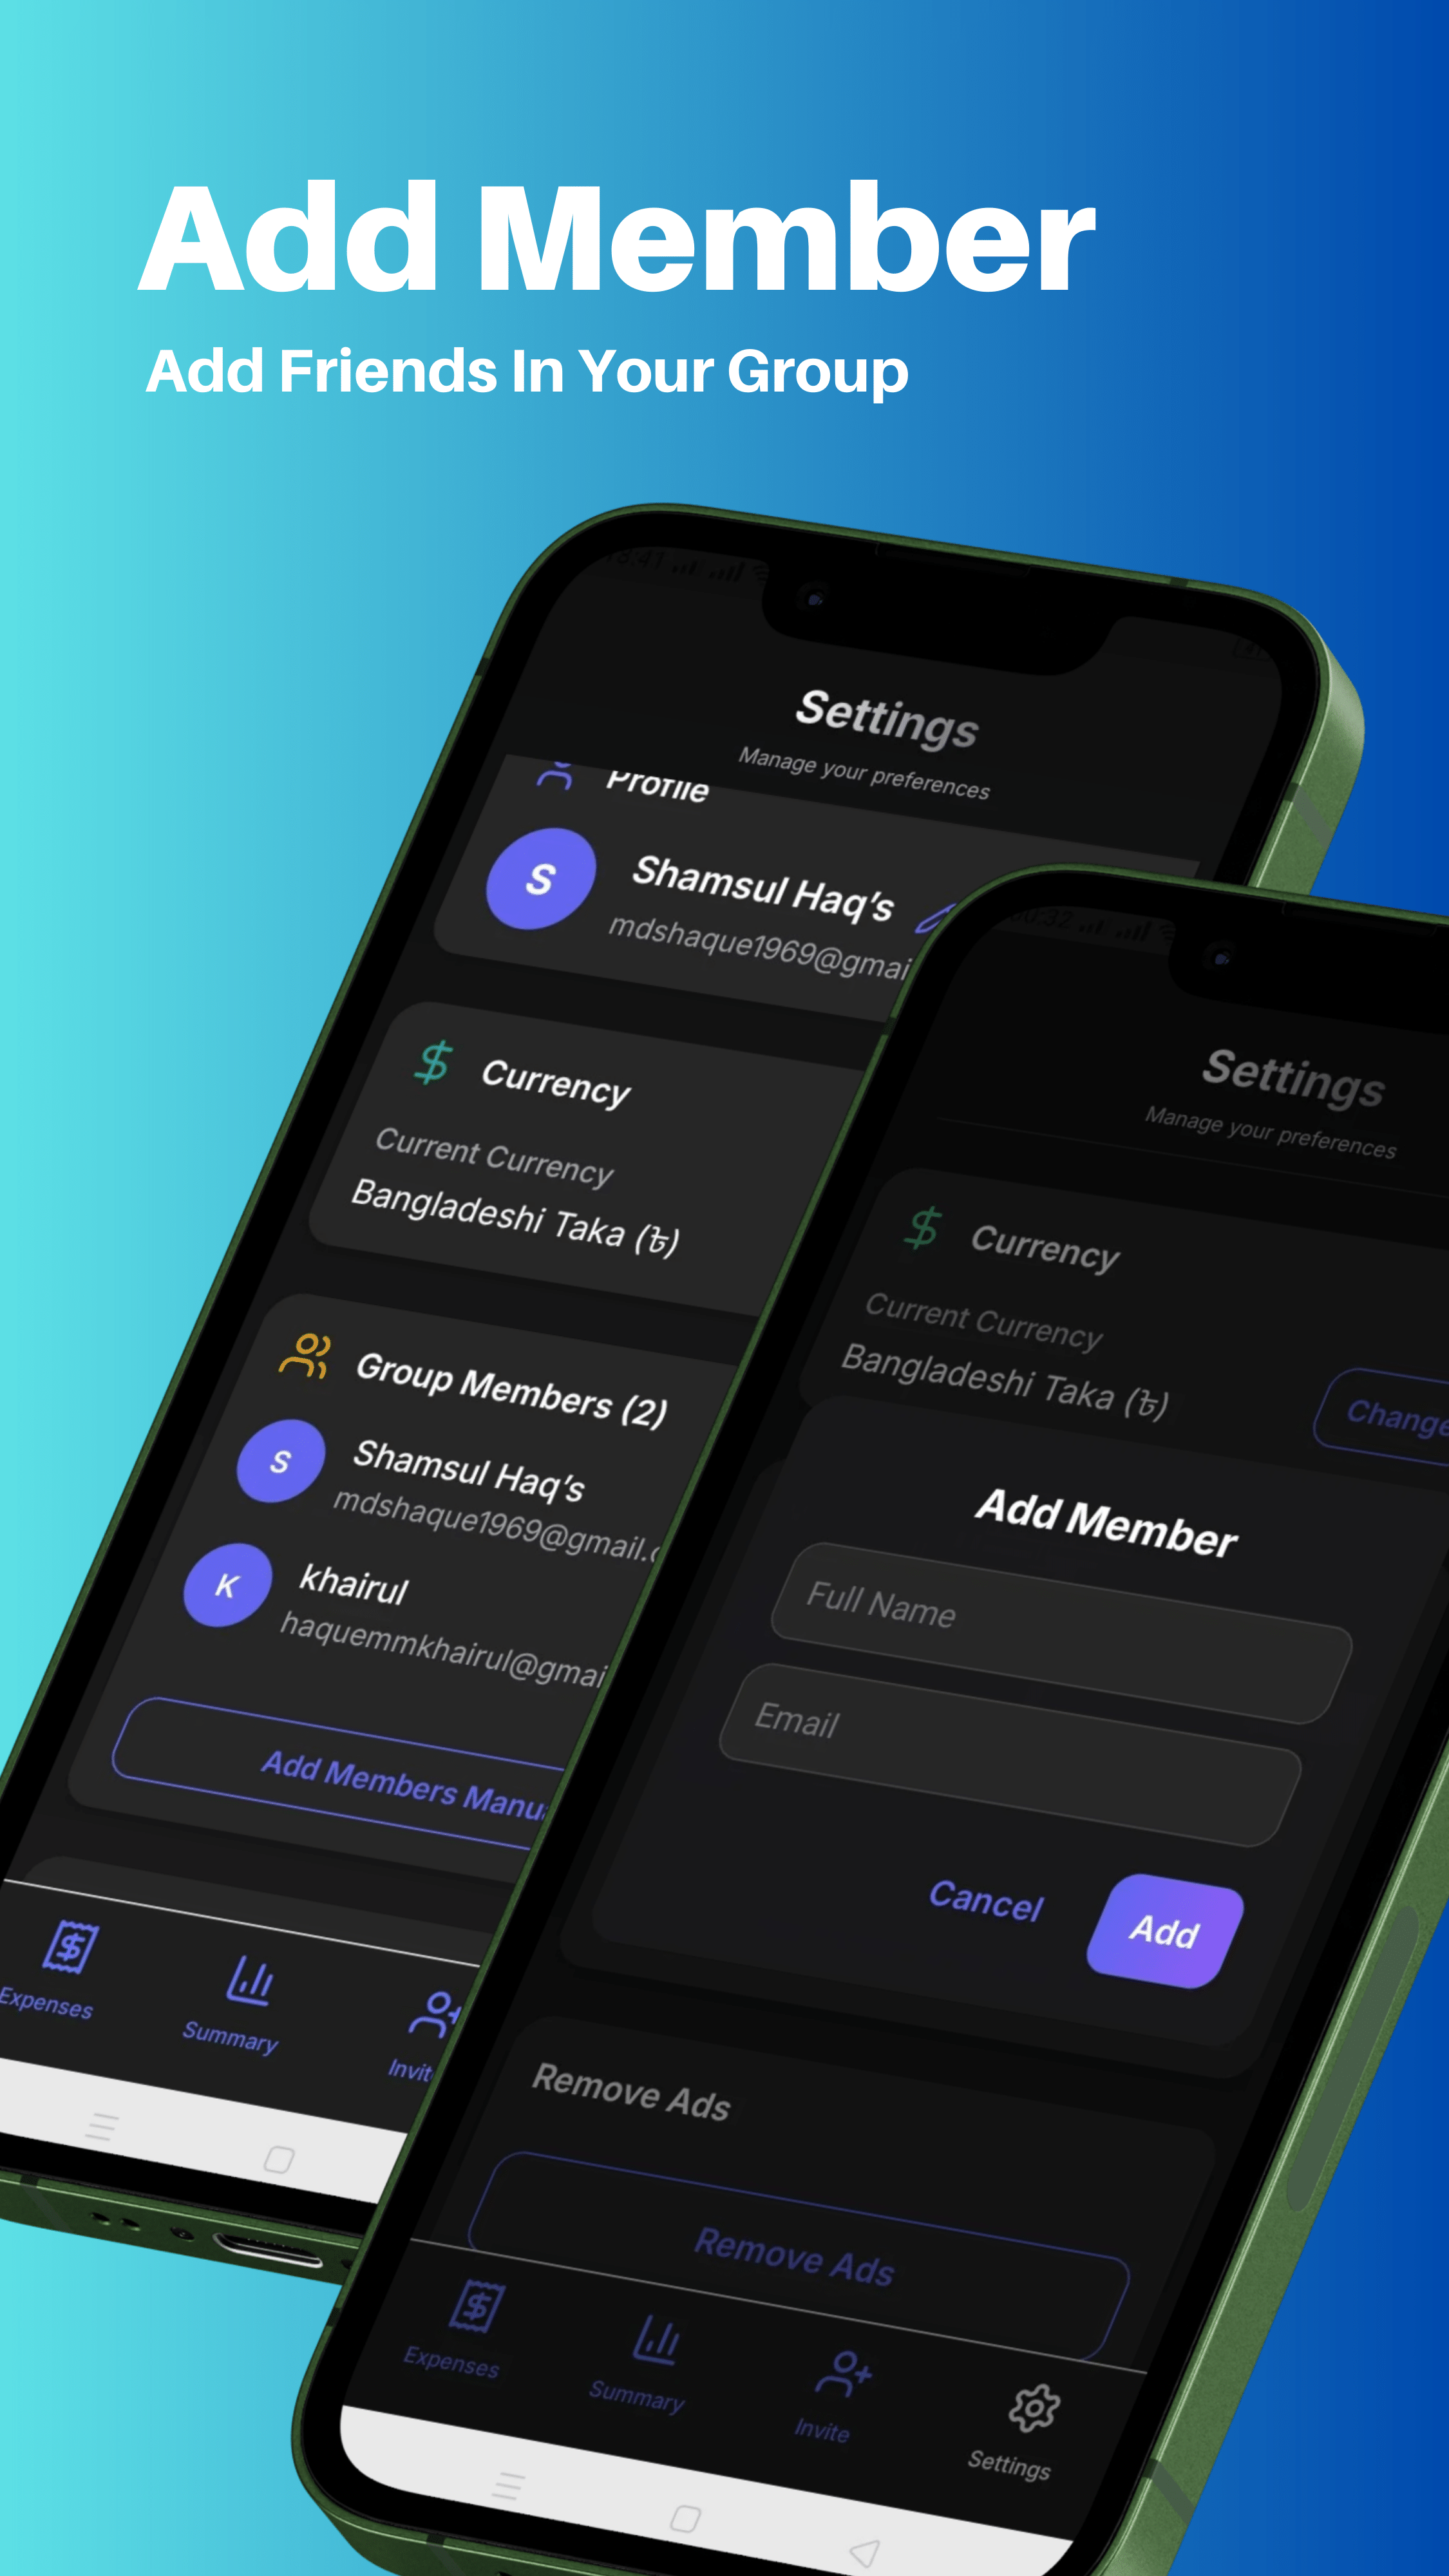 Add Member
Add Friends In Your Group
Settings
Manage your preferences
Profile
S
Shamsul Haq's
mdshaque1969@gmai
$
Currency
Current Currency
Bangladeshi Taka (৳)
Group Members (2)
S
Shamsul Haq's
mdshaque1969@gmail.
K
khairul
haquemmkhairul@gmai
Add Members
Expenses
Summary
Settings
Manage your preferences
$
Currency
Current Currency
Bangladeshi Taka (৳)
Change
Add Member
Full Name
Email
Cancel
Add
Remove Ads
Remove Ads
Expenses
Summary
Invite
Settings